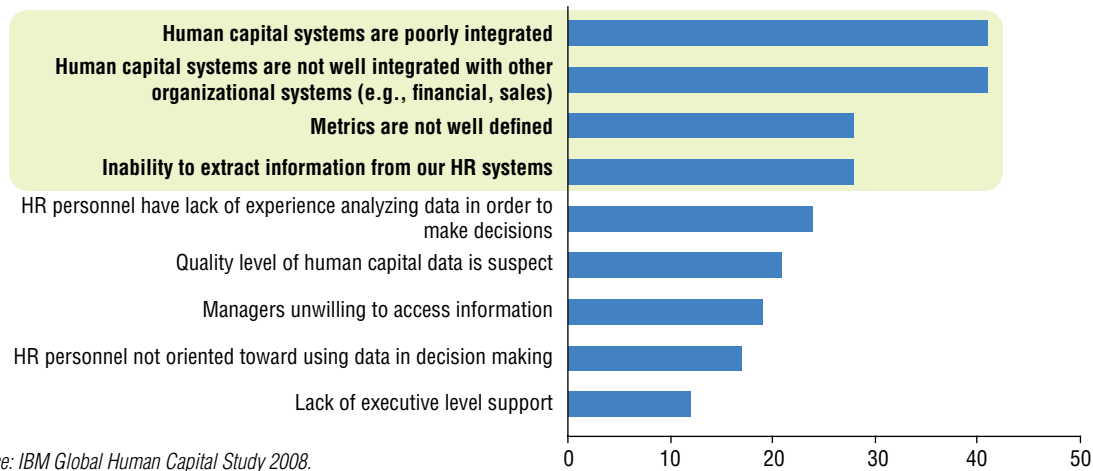 Human capital systems are poorly integrated
Human capital systems are not well integrated with other
organizational systems (e.g., financial, sales)
Metrics are not well defined
Inability to extract information from our HR systems
HR personnel have lack of experience analyzing data in order to
make decisions
Quality level of human capital data is suspect
Managers unwilling to access information
HR personnel not oriented toward using data in decision making
Lack of executive level support
0 10 20 30 40 50
e: IBM Global Human Capital Study 2008.